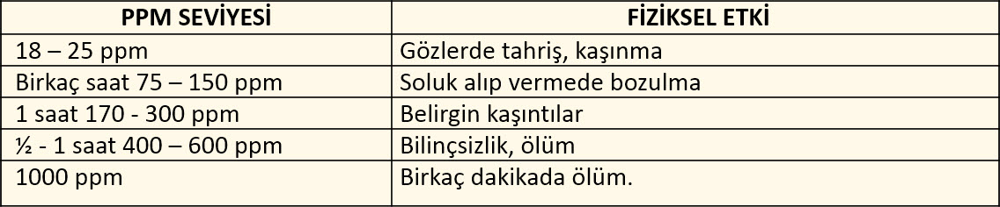 PPM SEVİYESİ FİZİKSEL ETKİ
18 – 25 ppm Gözlerde tahriş, kaşınma
Birkaç saat 75 – 150 ppm Soluk alıp vermede bozulma
1 saat 170 - 300 ppm Belirgin kaşıntılar
½ - 1 saat 400 – 600 ppm Bilinçsizlik, ölüm
1000 ppm Birkaç dakikada ölüm.